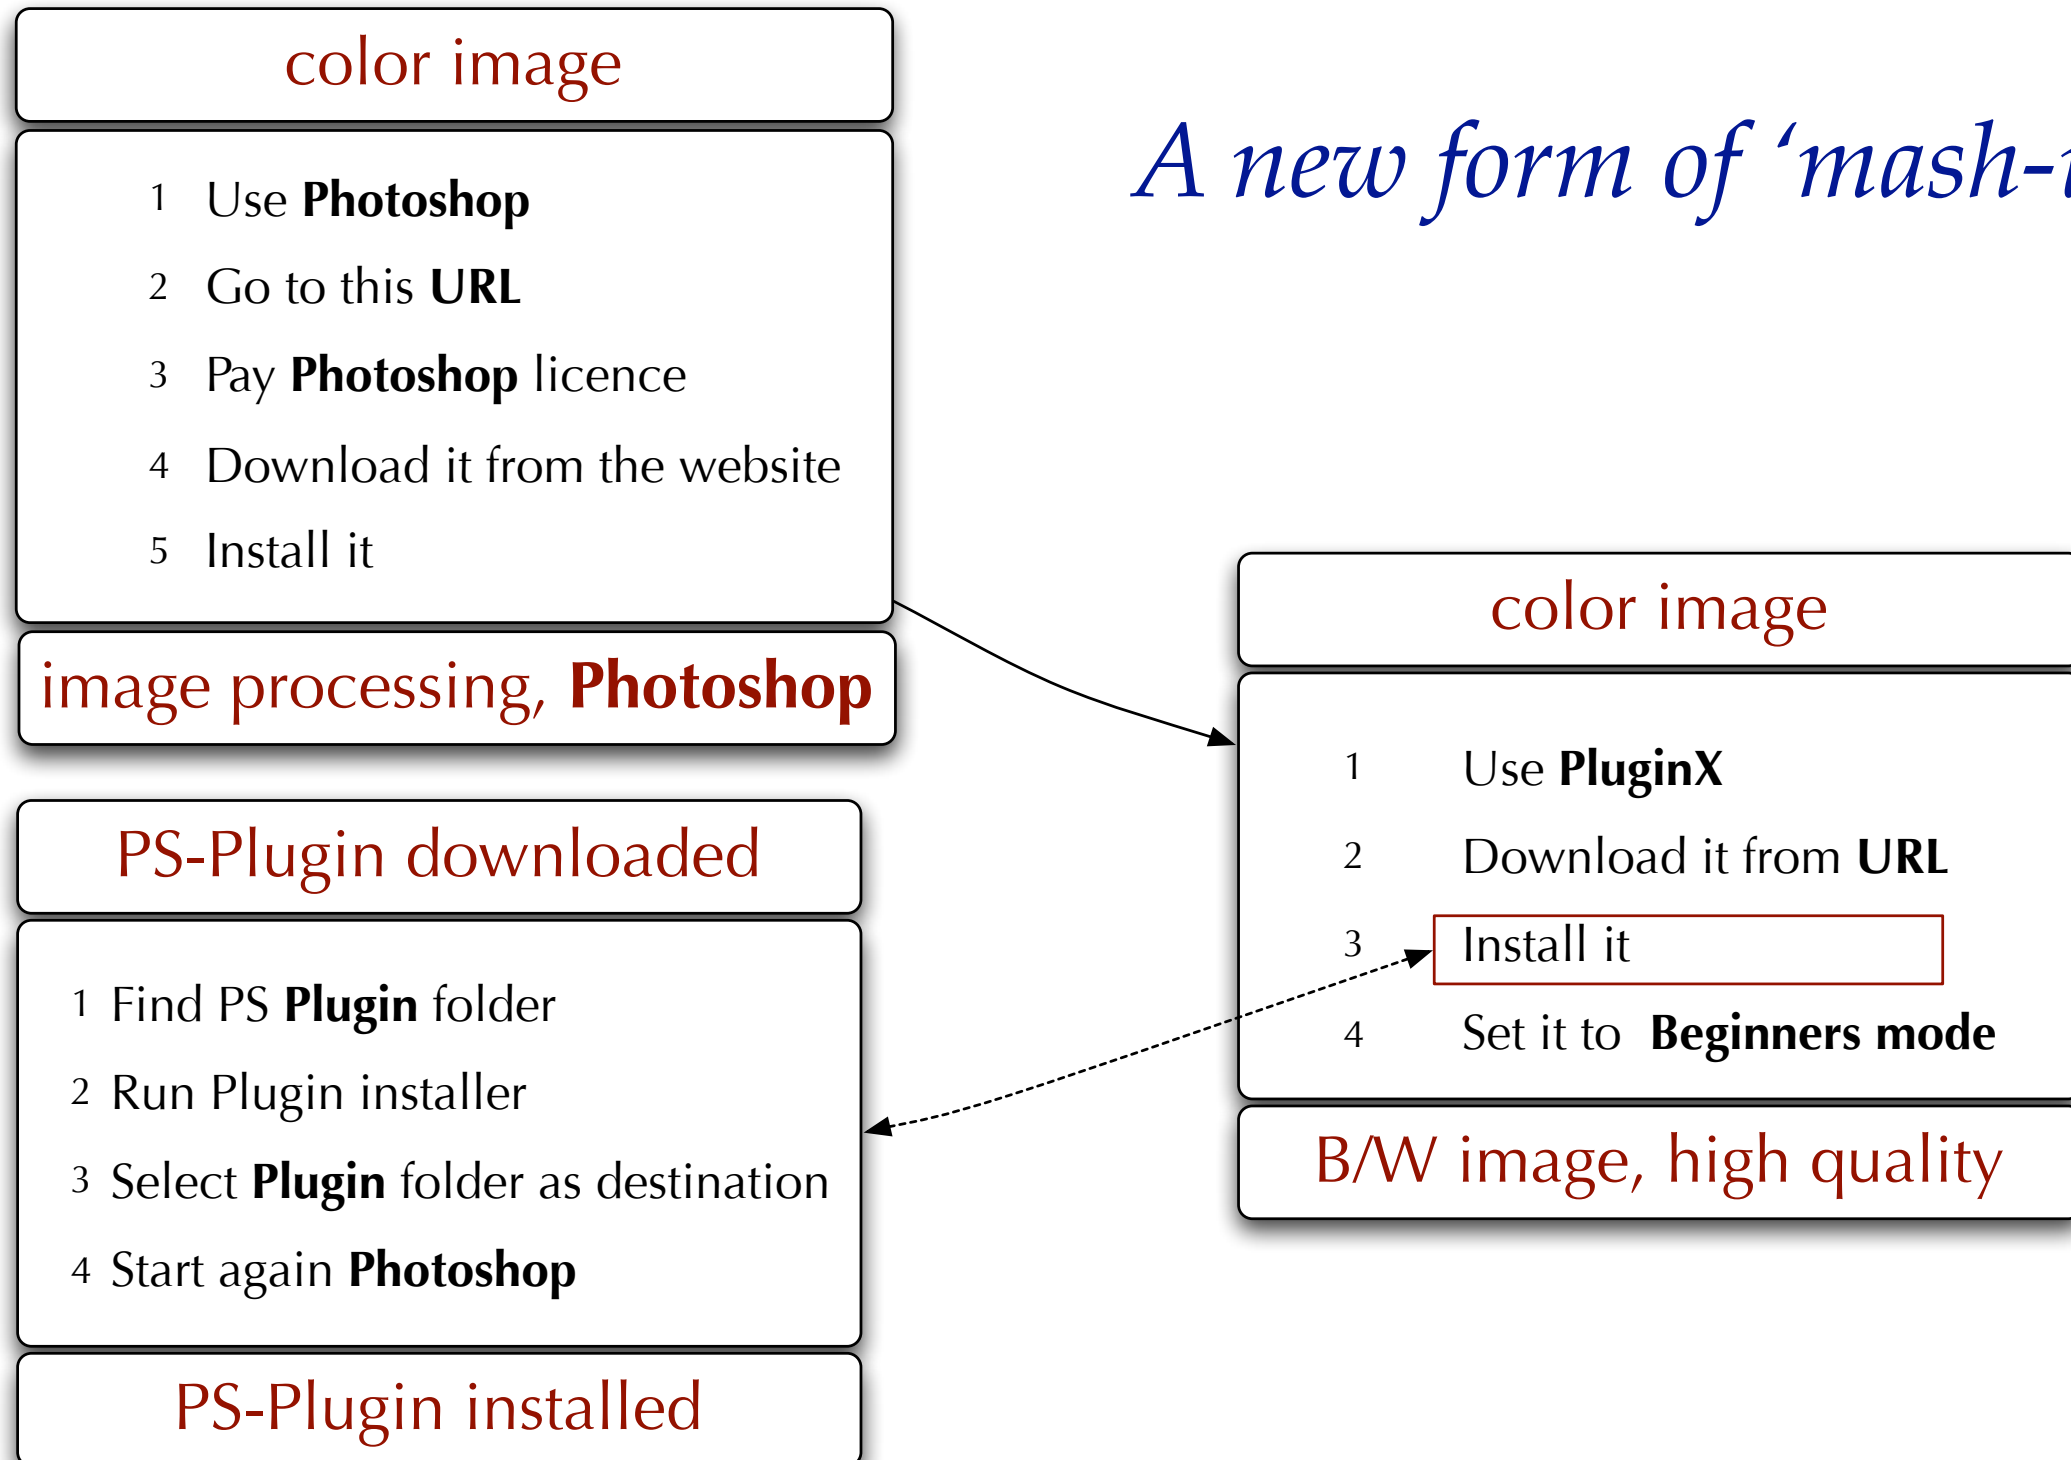 color image
1 Use Photoshop
2 Go to this URL
3 Pay Photoshop licence
4 Download it from the website
5 Install it
image processing, Photoshop
PS-Plugin downloaded
1 Find PS Plugin folder
2 Run Plugin installer
3 Select Plugin folder as destination
4 Start again Photoshop
PS-Plugin installed
A new form of ‘mash-
color image
1 Use PluginX
2 Download it from URL
3 Install it
4 Set it to Beginners mode
B/W image, high quality